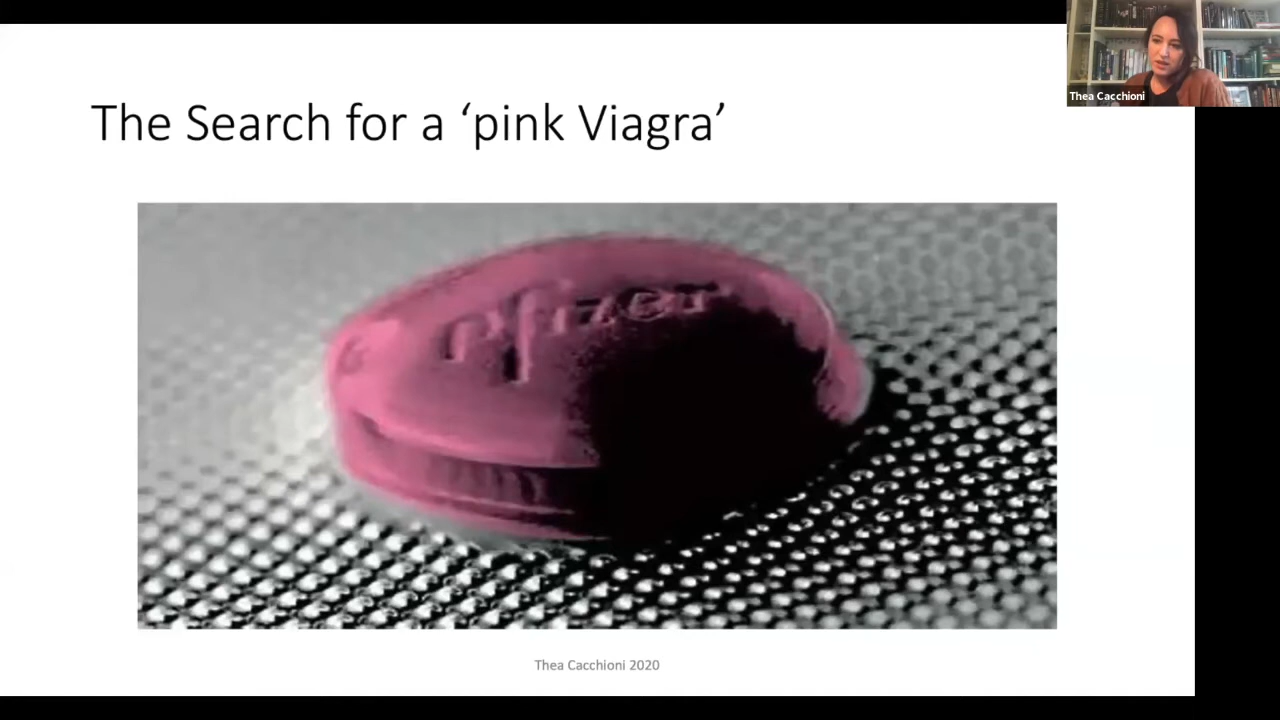 Thea Cacchioni
The Search for a ‘pink Viagra’
Pfizer
Thea Cacchioni 2020